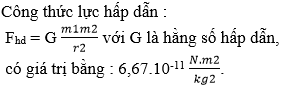 Công thức lực hấp dẫn :
Fhd = G m1m2/r2 với G là hằng số hấp dẫn,
có giá trị bằng : 6,67.10-11 N.m2/kg2.